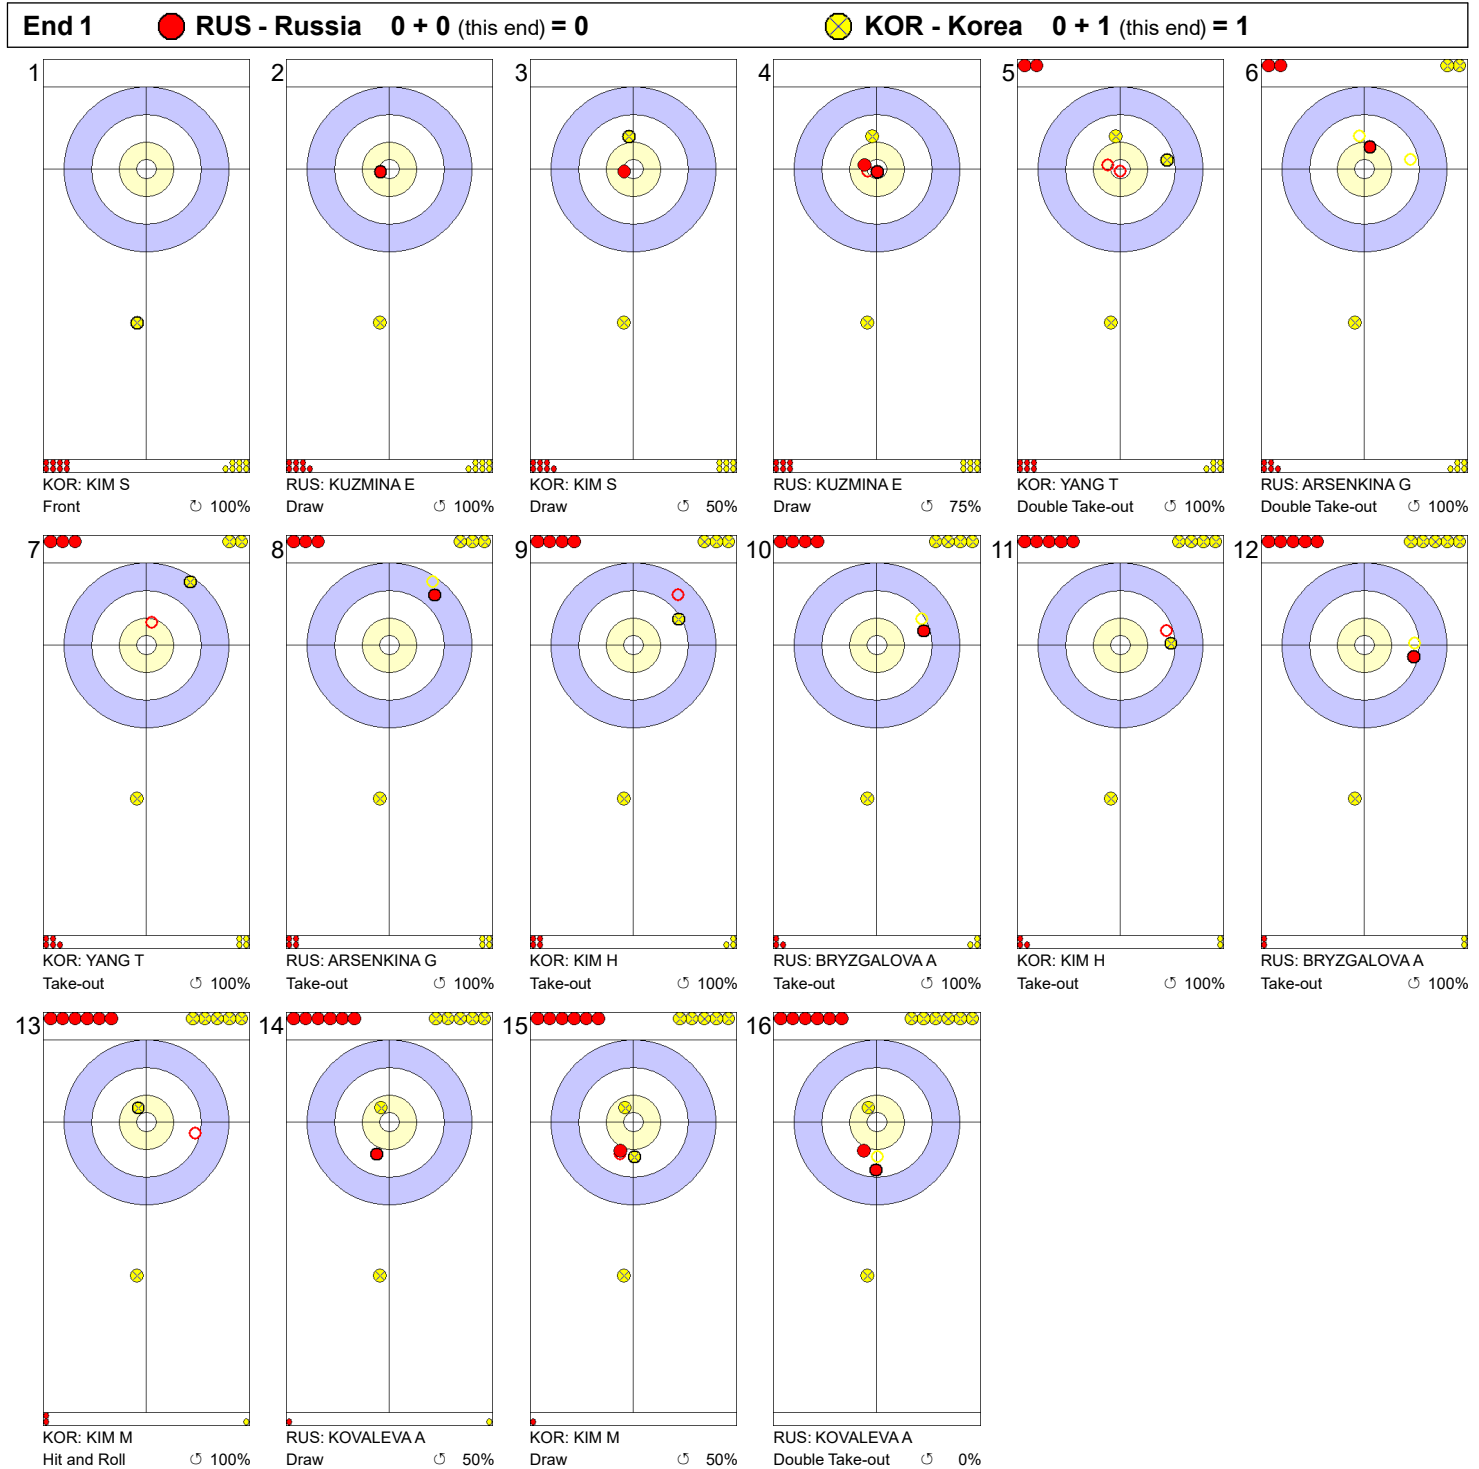 End 1 RUS - Russia 0 + 0 (this end) = 0 KOR - Korea 0 + 1 (this end) = 1
1 2 3 4 5 6
KOR: KIM S RUS: KUZMINA E KOR: KIM S RUS: KUZMINA E KOR: YANG T RUS: ARSENKINA G
Front ↻ 100% Draw ↺ 100% Draw ↺ 50% Draw ↺ 75% Double Take-out ↻ 100% Double Take-out ↺ 100%
7 8 9 10 11 12
KOR: YANG T RUS: ARSENKINA G KOR: KIM H RUS: BRYZGALOVA A KOR: KIM H RUS: BRYZGALOVA A
Take-out ↺ 100% Take-out ↺ 100% Take-out ↺ 100% Take-out ↺ 100% Take-out ↺ 100% Take-out ↺ 100%
13 14 15 16
KOR: KIM M RUS: KOVALEVA A KOR: KIM M RUS: KOVALEVA A
Hit and Roll ↺ 100% Draw ↺ 50% Draw ↺ 50% Double Take-out ↺ 0%